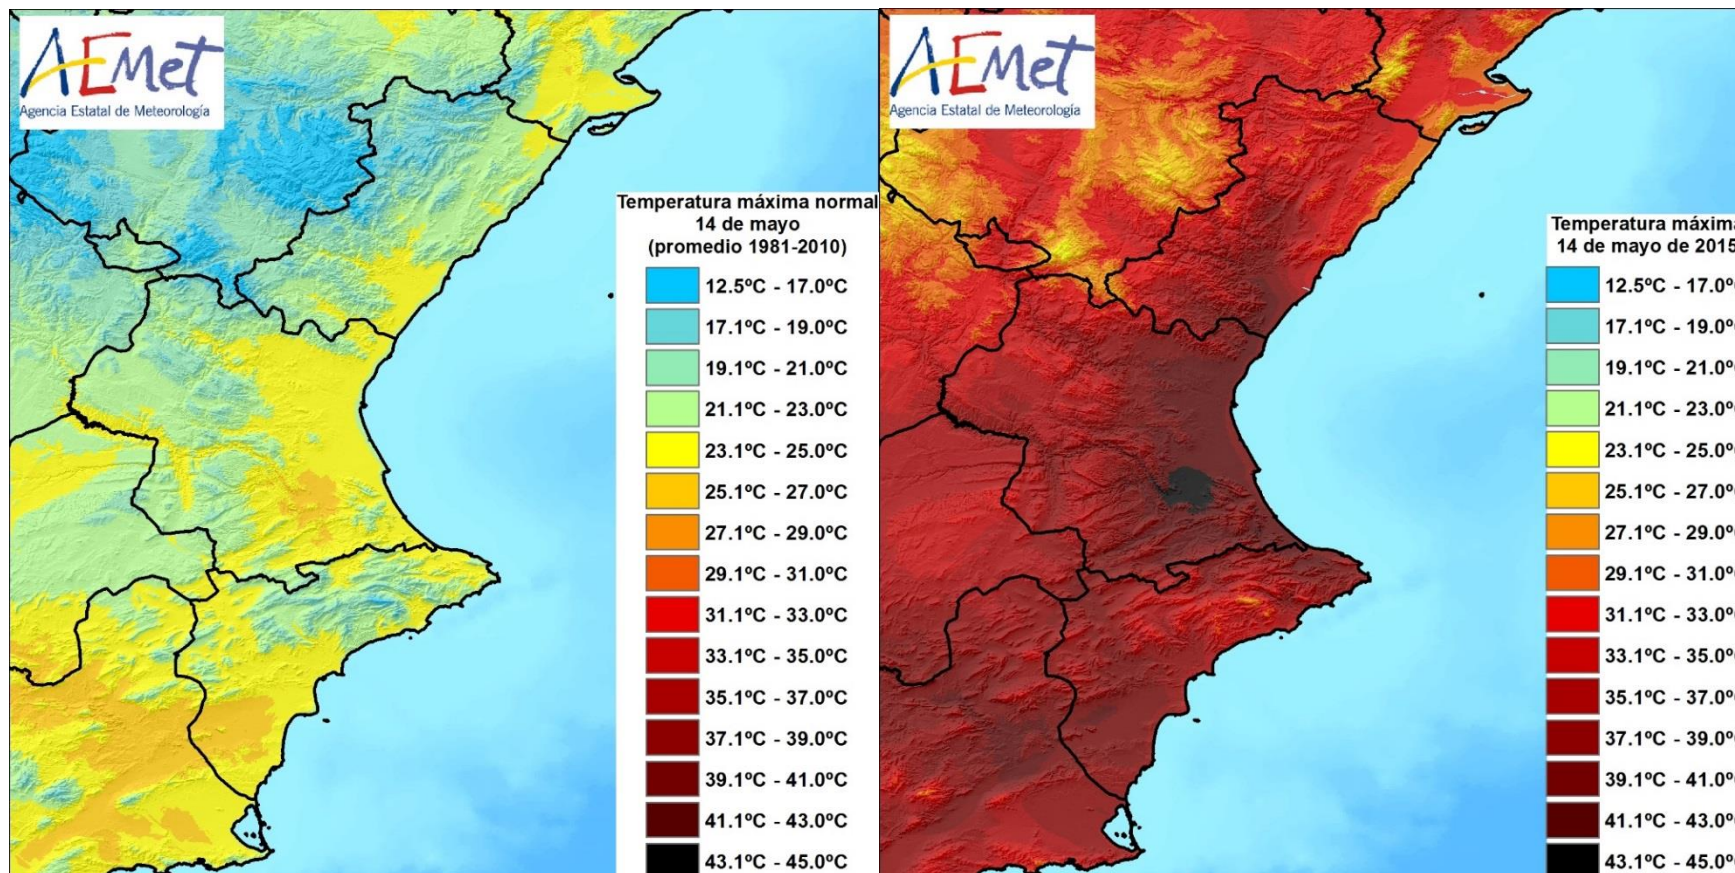 AEMet
Agencia Estatal de Meteorología
Temperatura máxima normal
14 de mayo
(promedio 1981-2010)
12.5ºC - 17.0ºC
17.1ºC - 19.0ºC
19.1ºC - 21.0ºC
21.1ºC - 23.0ºC
23.1ºC - 25.0ºC
25.1ºC - 27.0ºC
27.1ºC - 29.0ºC
29.1ºC - 31.0ºC
31.1ºC - 33.0ºC
33.1ºC - 35.0ºC
35.1ºC - 37.0ºC
37.1ºC - 39.0ºC
39.1ºC - 41.0ºC
41.1ºC - 43.0ºC
43.1ºC - 45.0ºC
AEMet
Agencia Estatal de Meteorología
Temperatura máxima
14 de mayo de 2015
12.5ºC - 17.0º
17.1ºC - 19.0º
19.1ºC - 21.0º
21.1ºC - 23.0º
23.1ºC - 25.0º
25.1ºC - 27.0º
27.1ºC - 29.0º
29.1ºC - 31.0º
31.1ºC - 33.0º
33.1ºC - 35.0º
35.1ºC - 37.0º
37.1ºC - 39.0º
39.1ºC - 41.0º
41.1ºC - 43.0º
43.1ºC - 45.0º